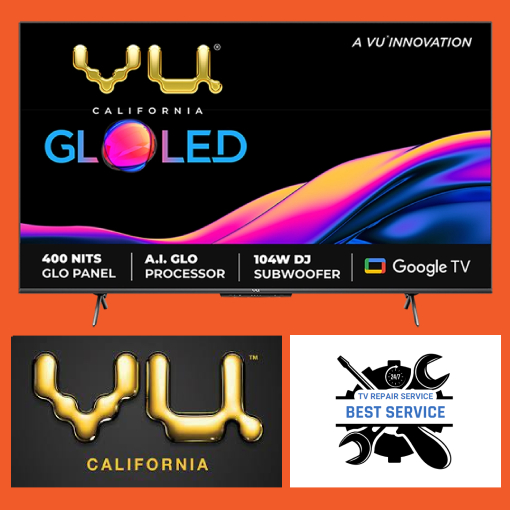 VU®
A VU® INNOVATION
CALIFORNIA
GLOLED
400 NITS
GLO PANEL
A.I. GLO
PROCESSOR
104W DJ
SUBWOOFER
Google TV
VU
VU™
CALIFORNIA
24/7
TV REPAIR SERVICE
BEST SERVICE